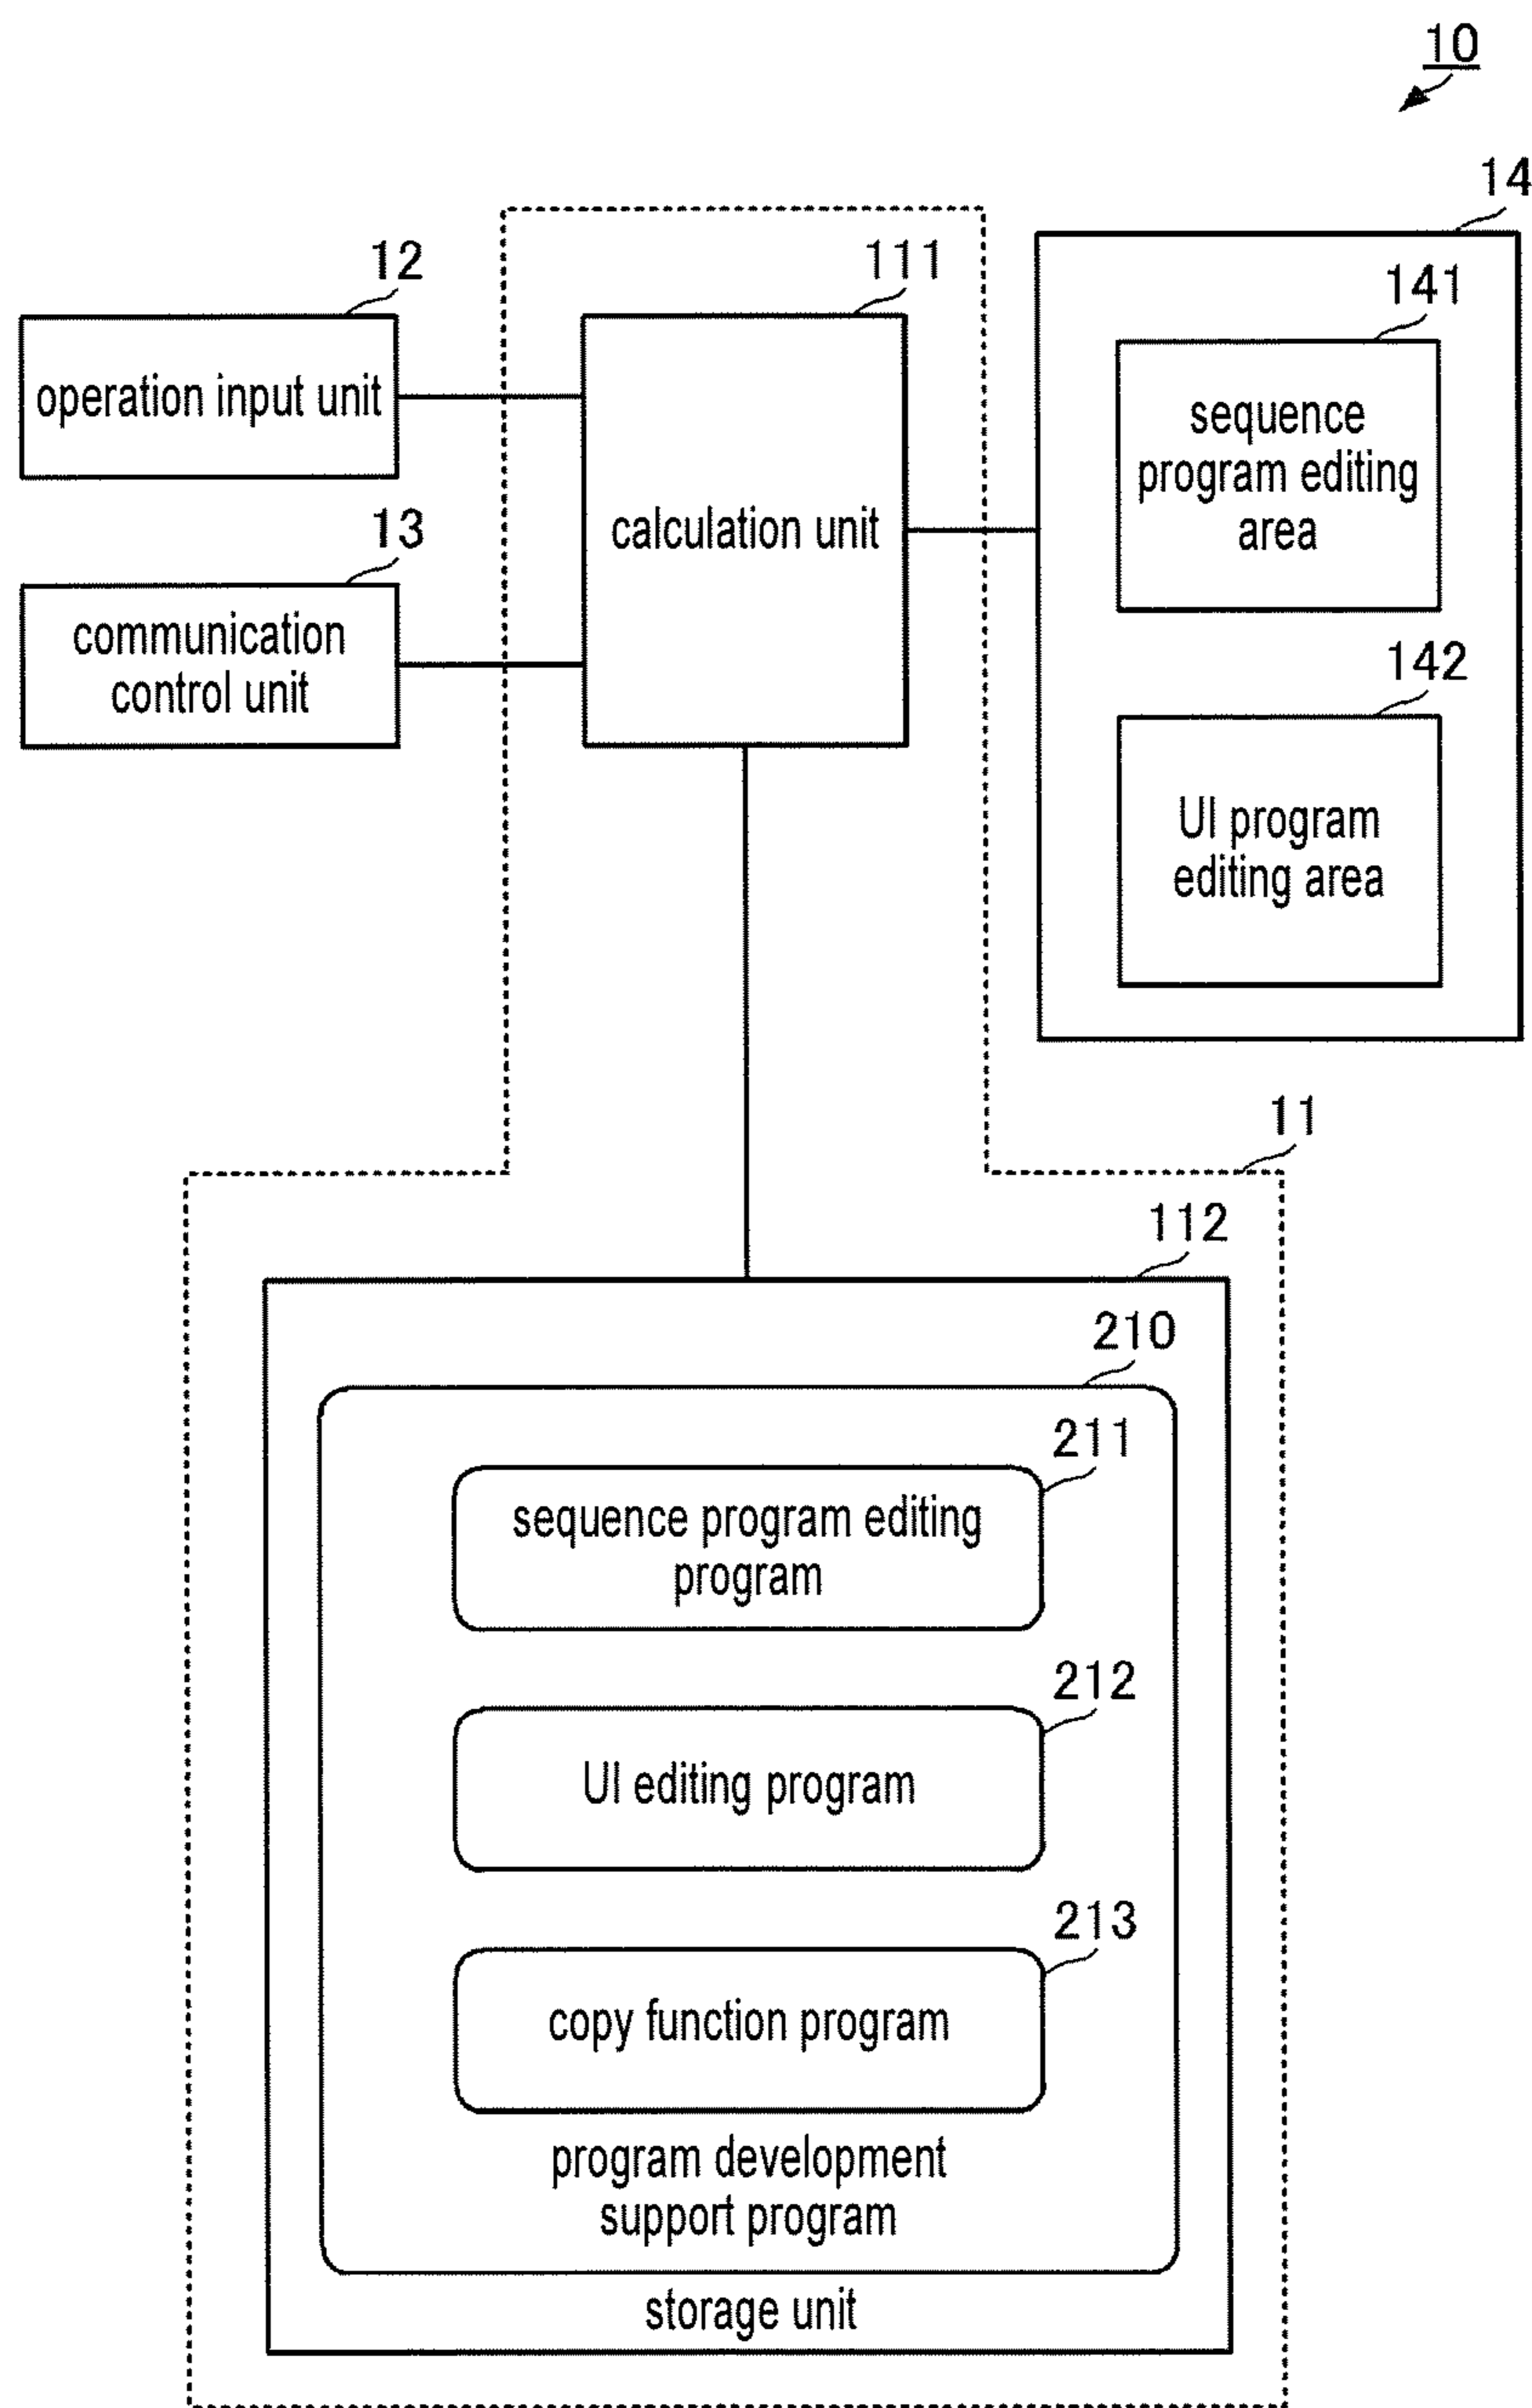 10
14
12
111
141
operation input unit
sequence
program editing
area
calculation unit
13
communication
control unit
142
UI program
editing area
11
112
210
211
sequence program editing
program
212
UI editing program
213
copy function program
program development
support program
storage unit